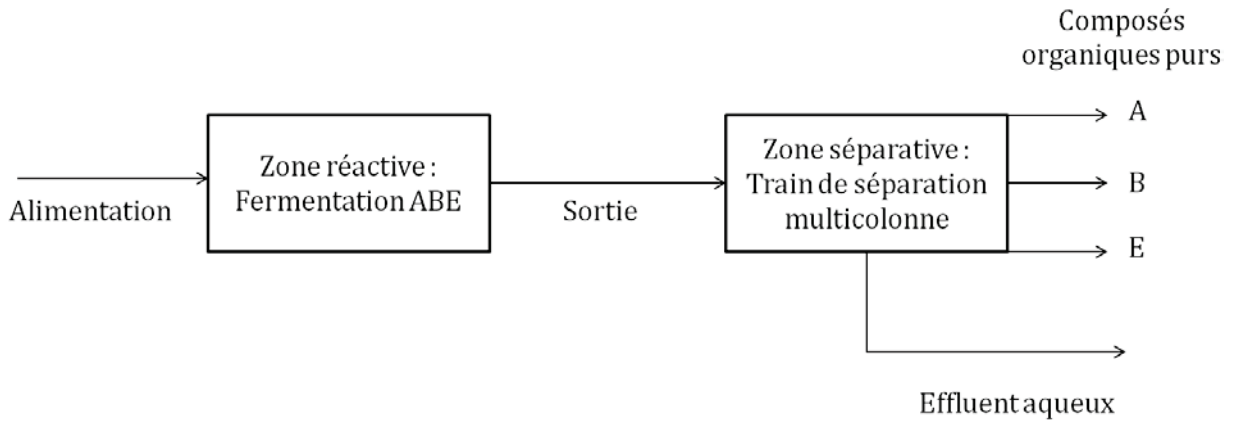 Composés
organiques purs
A
Zone réactive :
Fermentation ABE
Zone séparative :
Train de séparation
multicolonne
B
Alimentation
Sortie
E
Effluent aqueux